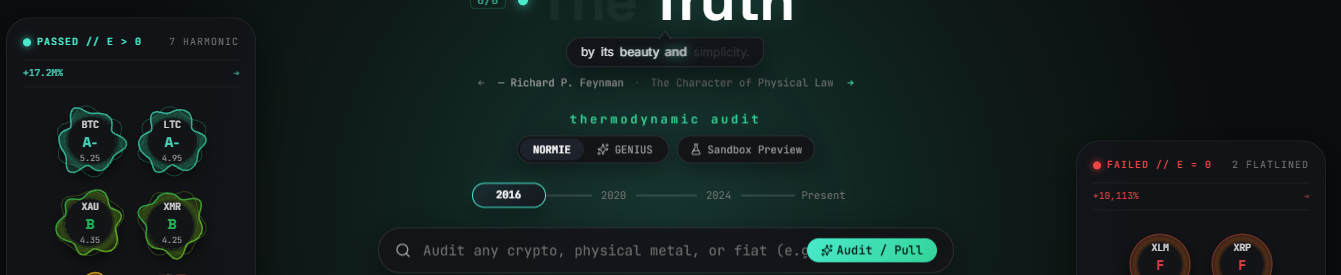 PASSED // E > 0 7 HARMONIC
+17.2M% →
BTC
A-
5.25
LTC
A-
4.95
XAU
B
4.35
XMR
B
4.25
6/6
The Truth
by its beauty and simplicity.
← — Richard P. Feynman · The Character of Physical Law →
thermodynamic audit
NORMIE GENIUS Sandbox Preview
2016 2020 2024 Present
Audit any crypto, physical metal, or fiat (e.g Audit / Pull
FAILED // E = 0 2 FLATLINED
+10,113% →
XLM
F
XRP
F